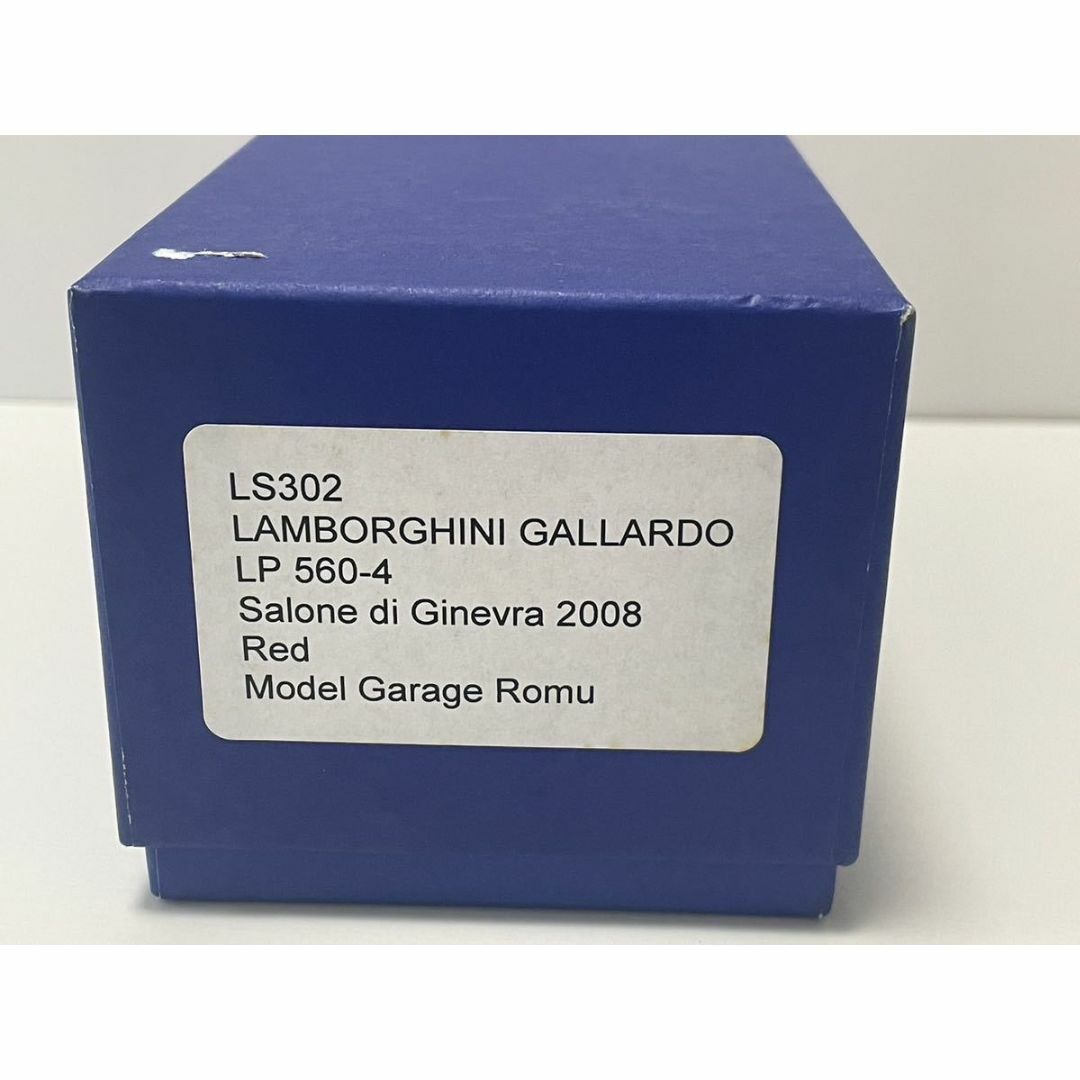 LS302
LAMBORGHINI GALLARDO
LP 560-4
Salone di Ginevra 2008
Red
Model Garage Romu